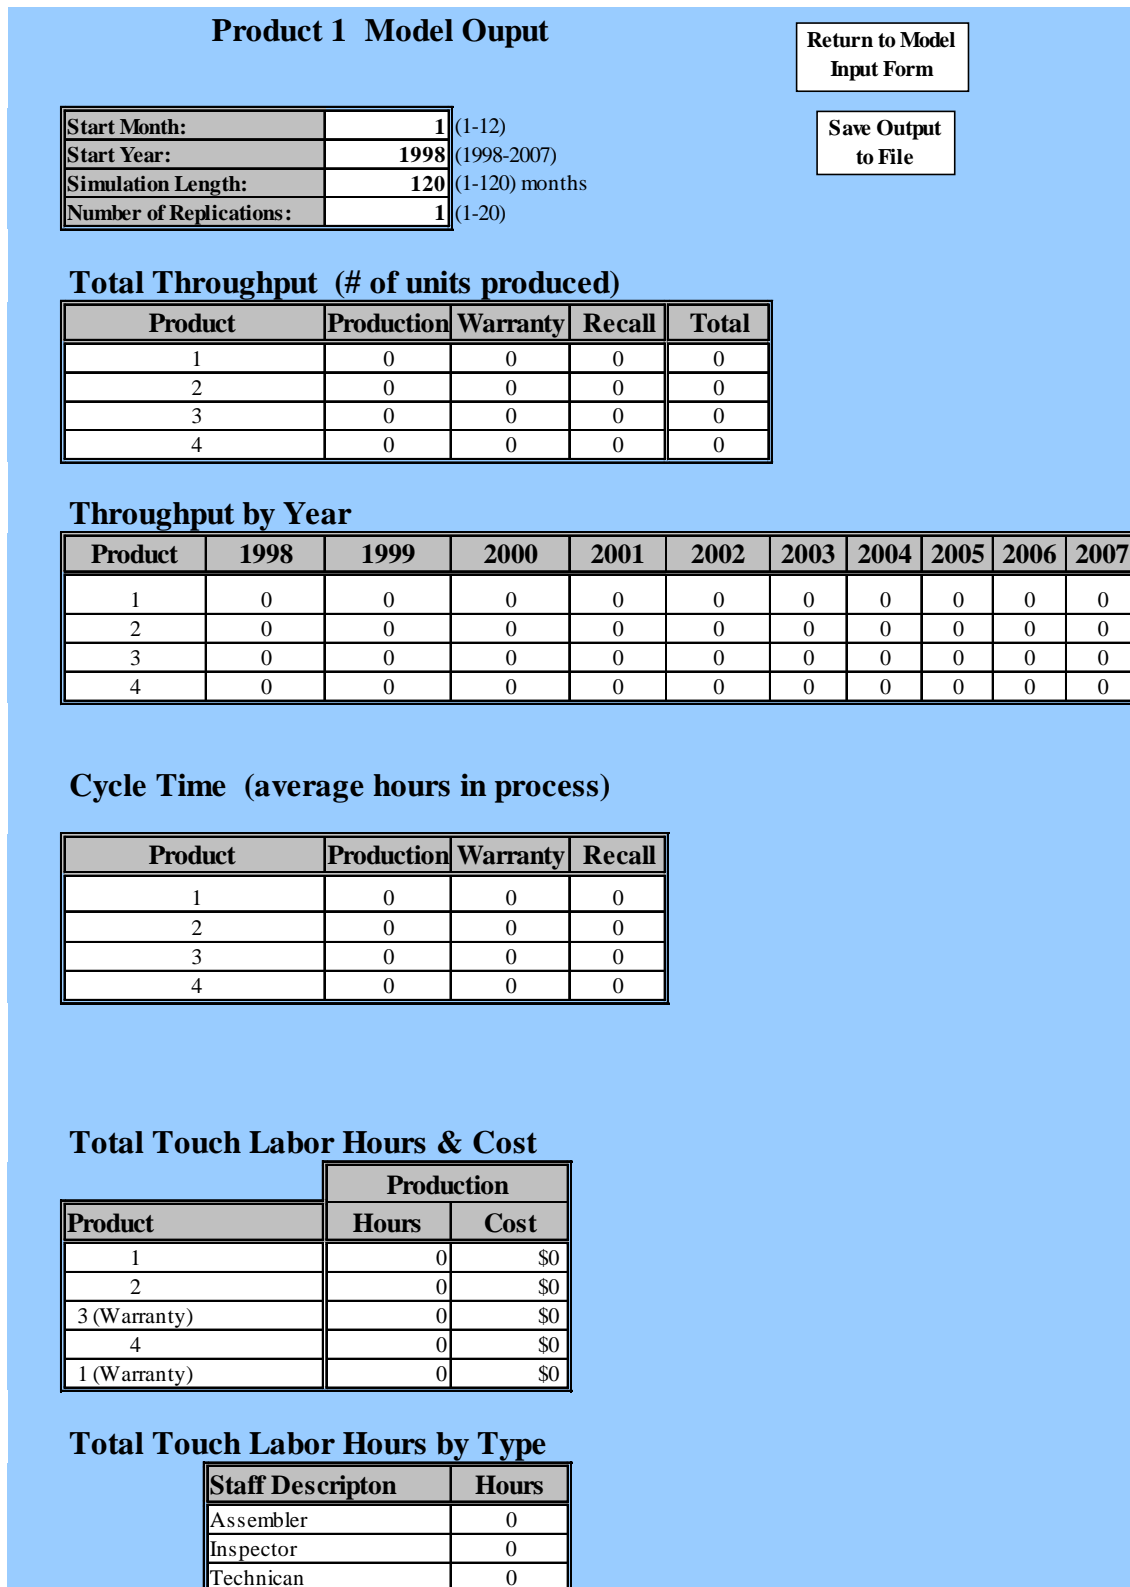 Product 1 Model Ouput
Return to Model
Input Form
Start Month: 1 (1-12)
Save Output
to File
Start Year: 1998 (1998-2007)
Simulation Length: 120 (1-120) months
Number of Replications: 1 (1-20)
Total Throughput (# of units produced)
Product Production Warranty Recall Total
1 0 0 0 0
2 0 0 0 0
3 0 0 0 0
4 0 0 0 0
Throughput by Year
Product 1998 1999 2000 2001 2002 2003 2004 2005 2006 2007
1 0 0 0 0 0 0 0 0 0 0
2 0 0 0 0 0 0 0 0 0 0
3 0 0 0 0 0 0 0 0 0 0
4 0 0 0 0 0 0 0 0 0 0
Cycle Time (average hours in process)
Product Production Warranty Recall
1 0 0 0
2 0 0 0
3 0 0 0
4 0 0 0
Total Touch Labor Hours & Cost
Production
Product Hours Cost
1 0 $0
2 0 $0
3 (Warranty) 0 $0
4 0 $0
1 (Warranty) 0 $0
Total Touch Labor Hours by Type
Staff Descripton Hours
Assembler 0
Inspector 0
Technican 0